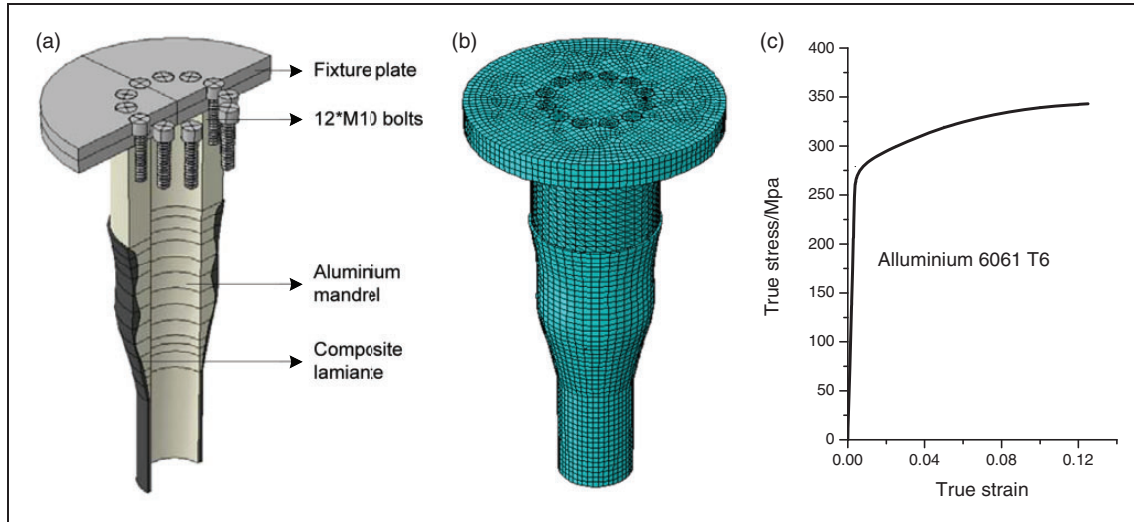 (a)
Fixture plate
12*M10 bolts
Aluminium
mandrel
Composite
lamiante
(b)
(c)
400
350
300
250
200
150
100
50
0
True stress/Mpa
Alluminium 6061 T6
0.00
0.04
0.08
0.12
True strain